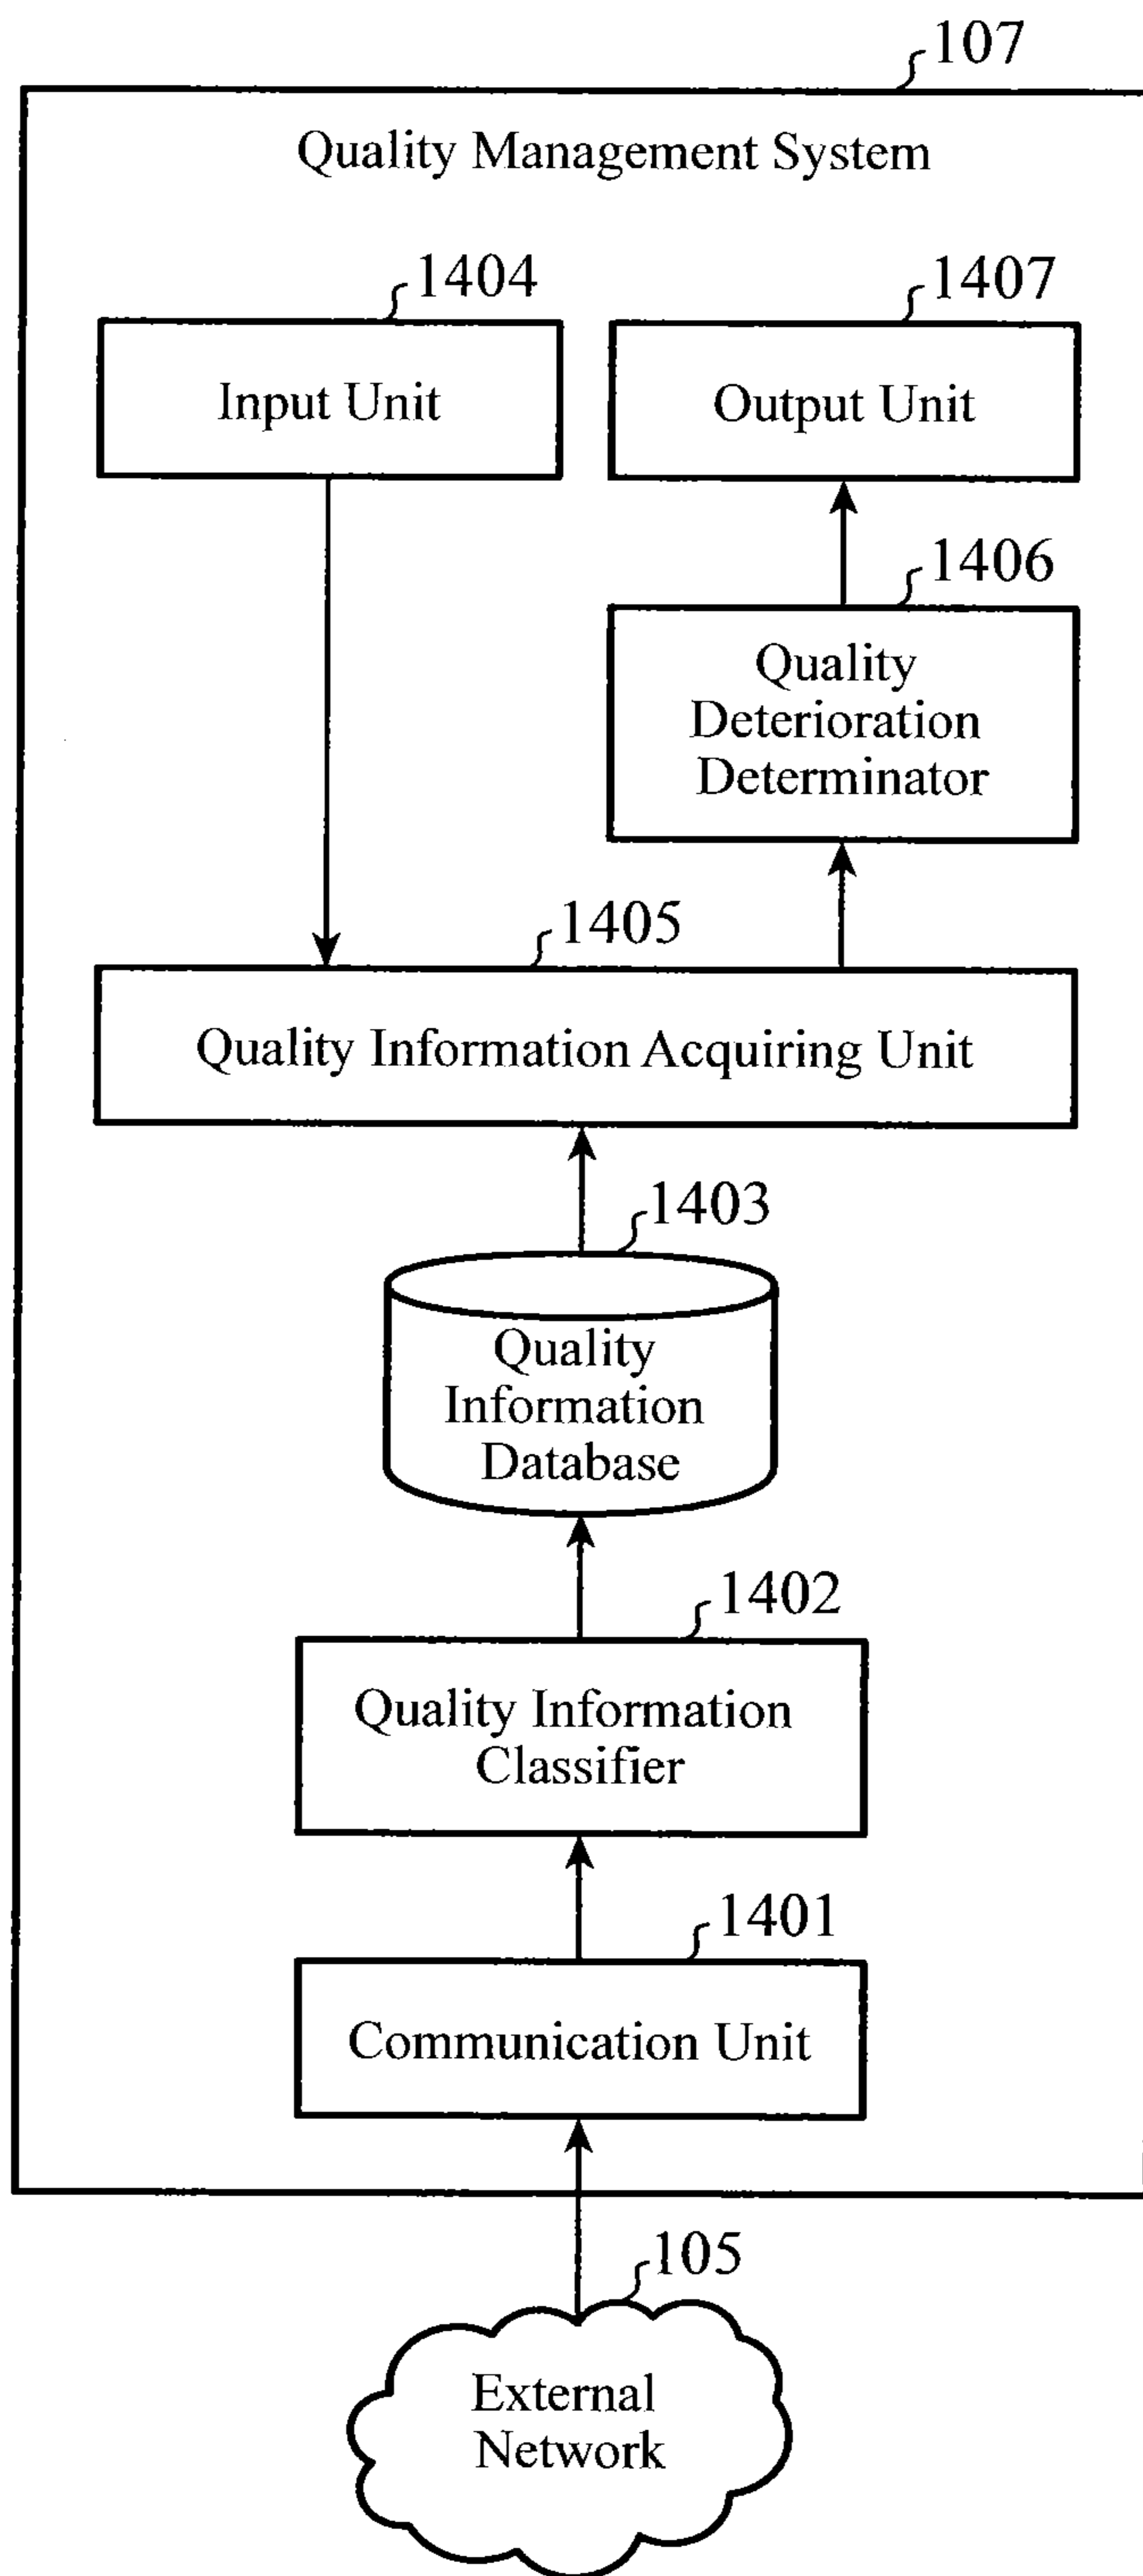 107
Quality Management System
1404
1407
Input Unit
Output Unit
1406
Quality
Deterioration
Determinator
1405
Quality Information Acquiring Unit
1403
Quality
Information
Database
1402
Quality Information
Classifier
1401
Communication Unit
105
External
Network